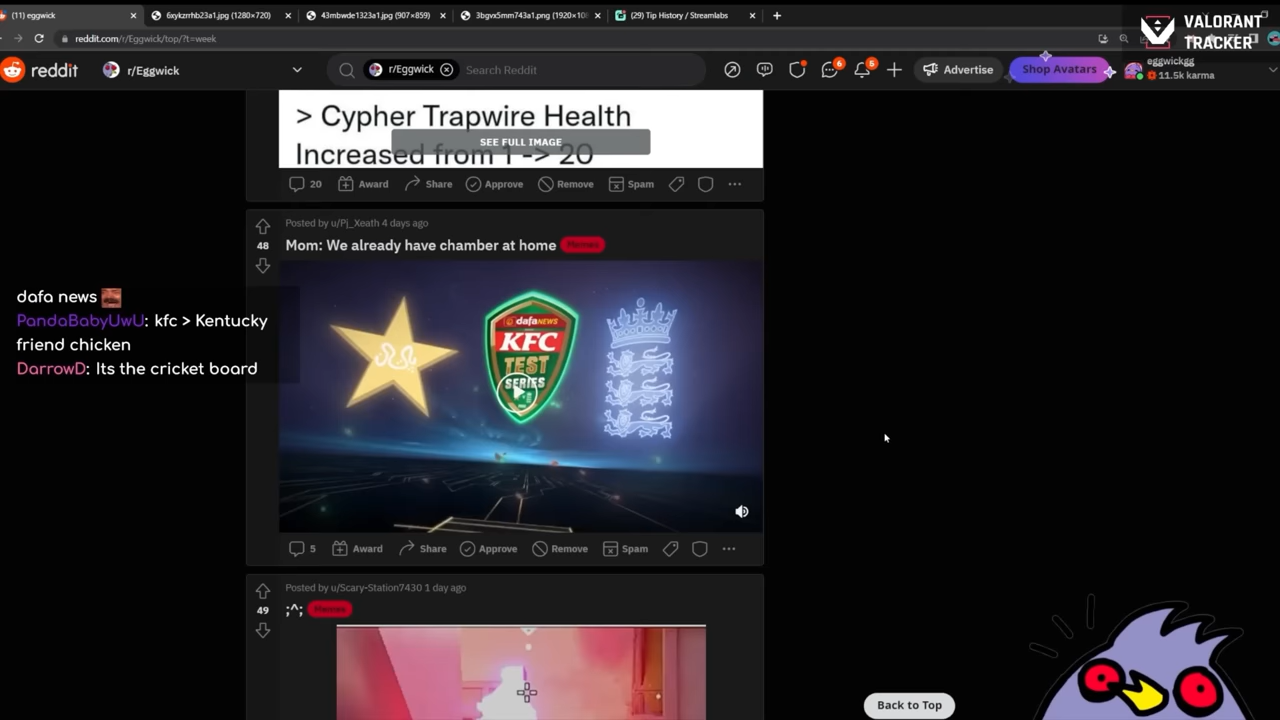 (11) eggwick
6xykzrrhb23a1.jpg (1280×720)
43mbwde1323a1.jpg (907×859)
3bgvx5mm743a1.png (1920×10
(29) Tip History / Streamlabs
reddit.com/r/Eggwick/top/?t=week
VALORANT
TRACKER
reddit
r/Eggwick
r/Eggwick
Search Reddit
6
5
Advertise
Shop Avatars
eggwickgg
11.5k karma
> Cypher Trapwire Health
Increased from 1 -> 20
SEE FULL IMAGE
20
Award
Share
Approve
Remove
Spam
Posted by u/Pj_Xeath 4 days ago
48
Mom: We already have chamber at home
Memes
dafaNEWS
KFC
TEST
SERIES
dafa news
PandaBabyUwU: kfc > Kentucky
friend chicken
DarrowD: Its the cricket board
5
Award
Share
Approve
Remove
Spam
Posted by u/Scary-Station7430 1 day ago
49
;^;
Memes
Back to Top